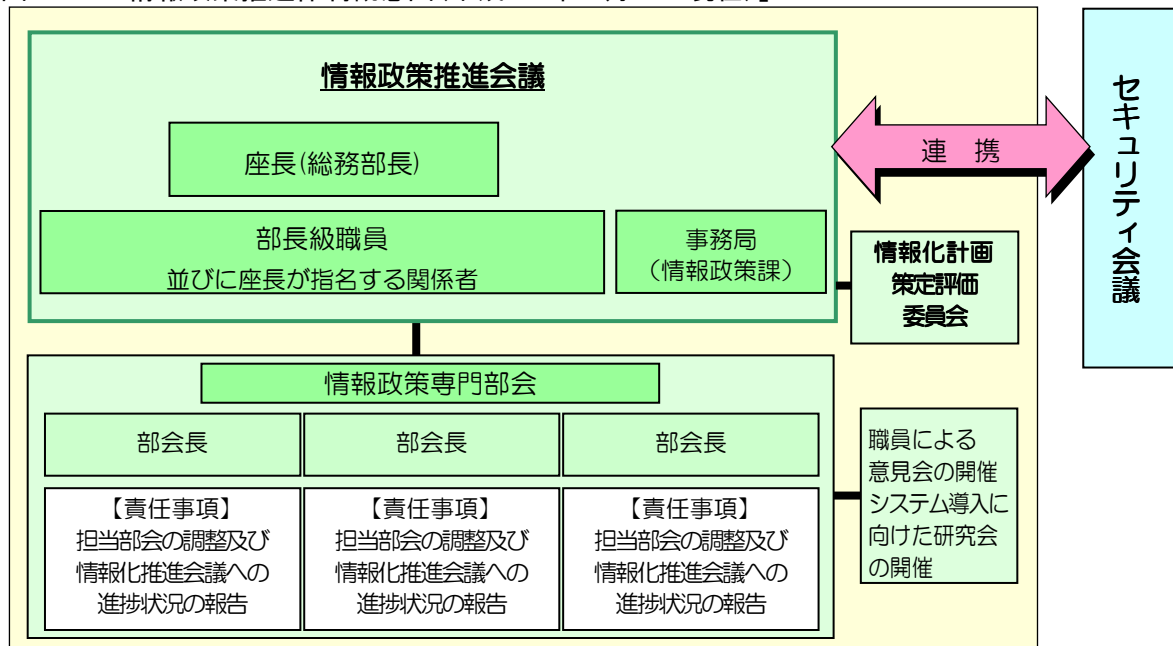 情報政策推進会議
座長(総務部長)
部長級職員
並びに座長が指名する関係者
事務局
(情報政策課)
連 携
セキュリティ会議
情報化計画
策定評価
委員会
情報政策専門部会
部会長
部会長
部会長
【責任事項】
担当部会の調整及び
情報化推進会議への
進捗状況の報告
【責任事項】
担当部会の調整及び
情報化推進会議への
進捗状況の報告
【責任事項】
担当部会の調整及び
情報化推進会議への
進捗状況の報告
職員による
意見会の開催
システム導入に
向けた研究会
の開催